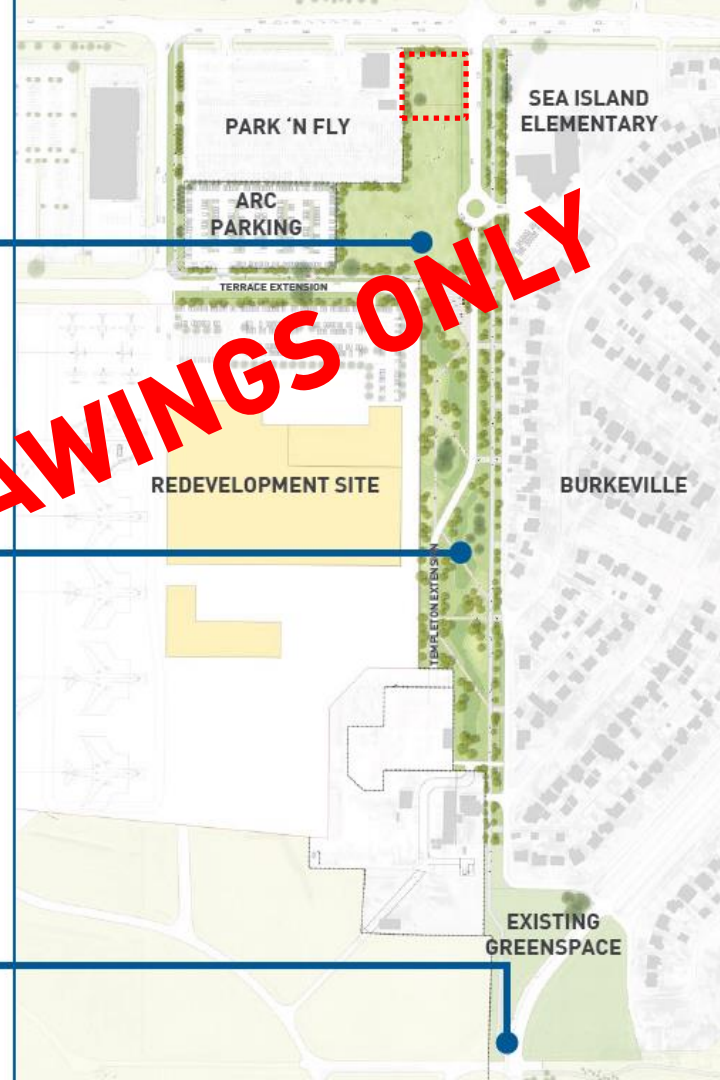 SEA ISLAND
ELEMENTARY
PARK ‘N FLY
ARC
PARKING
TERRACE EXTENSION
AWINGS ONLY
REDEVELOPMENT SITE
BURKEVILLE
TEMPLETON EXTENSION
EXISTING
GREENSPACE